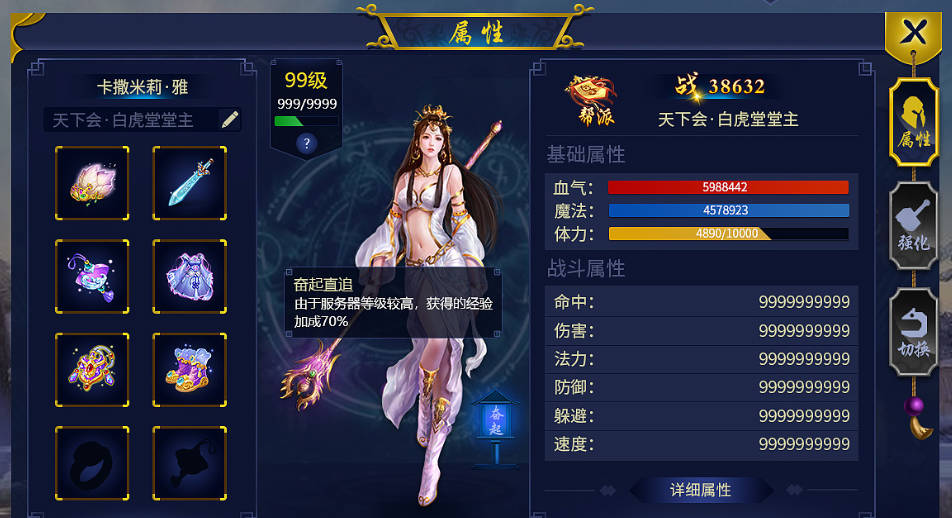 属性
卡撒米莉·雅
天下会·白虎堂堂主
99级
999/9999
?
奋起直追
由于服务器等级较高，获得的经验
加成70%
奋起
帮派
战 38632
天下会·白虎堂堂主
基础属性
血气： 5988442
魔法： 4578923
体力： 4890/10000
战斗属性
命中： 9999999999
伤害： 9999999999
法力： 9999999999
防御： 9999999999
躲避： 9999999999
速度： 9999999999
详细属性
属性
强化
切换